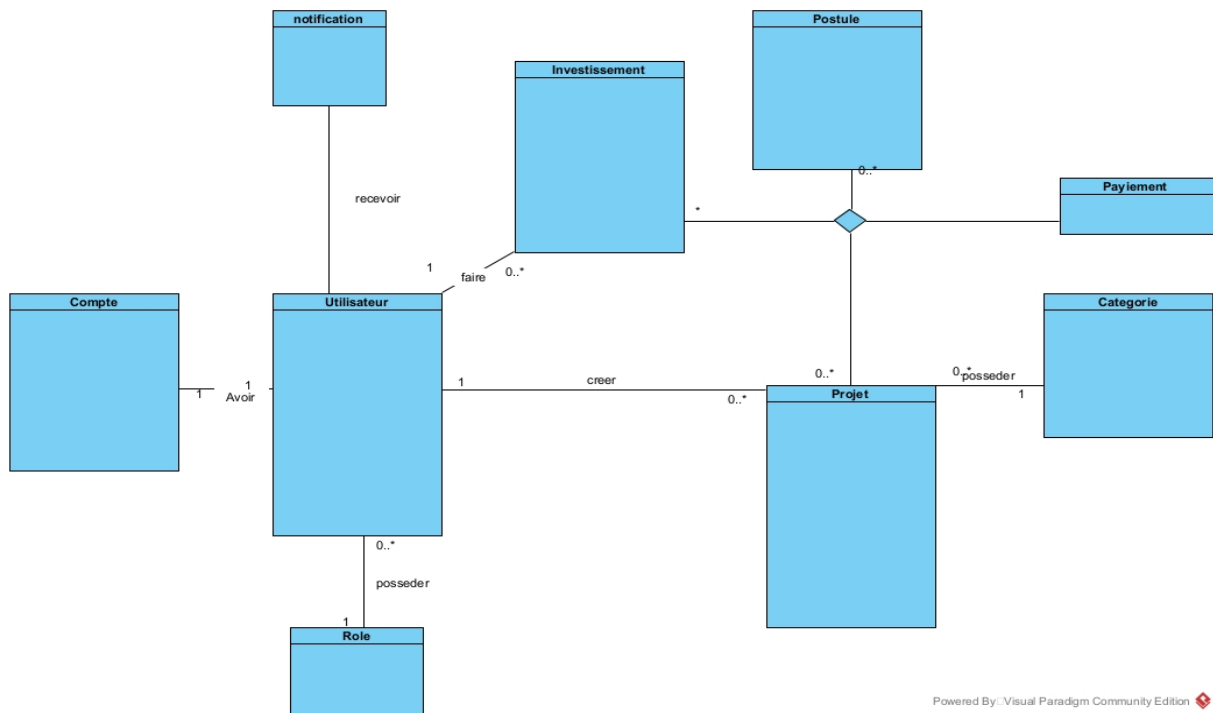 notification
Postule
Investissement
0..*
Payiement
recevoir
*
1
faire
0..*
Compte
Utilisateur
Categorie
1
Avoir
1
1
creer
0..*
0..*
0..*
posseder
1
Projet
0..*
posseder
1
Role
Powered By Visual Paradigm Community Edition